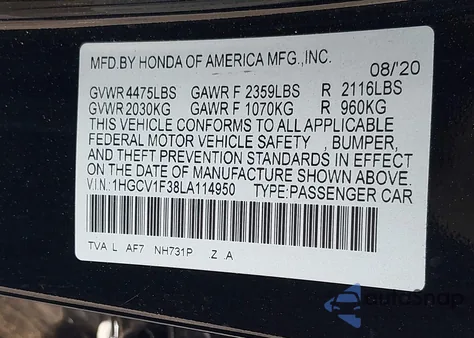 MFD.BY HONDA OF AMERICA MFG.,INC.
08/'20
GVWR 4475LBS GAWR F 2359LBS R 2116LBS
GVWR 2030KG GAWR F 1070KG R 960KG
THIS VEHICLE CONFORMS TO ALL APPLICABLE
FEDERAL MOTOR VEHICLE SAFETY , BUMPER,
AND THEFT PREVENTION STANDARDS IN EFFECT
ON THE DATE OF MANUFACTURE SHOWN ABOVE.
V.I.N.: 1HGCV1F38LA114950 TYPE:PASSENGER CAR
TVA L AF7 NH731P .Z .A
autoSnap